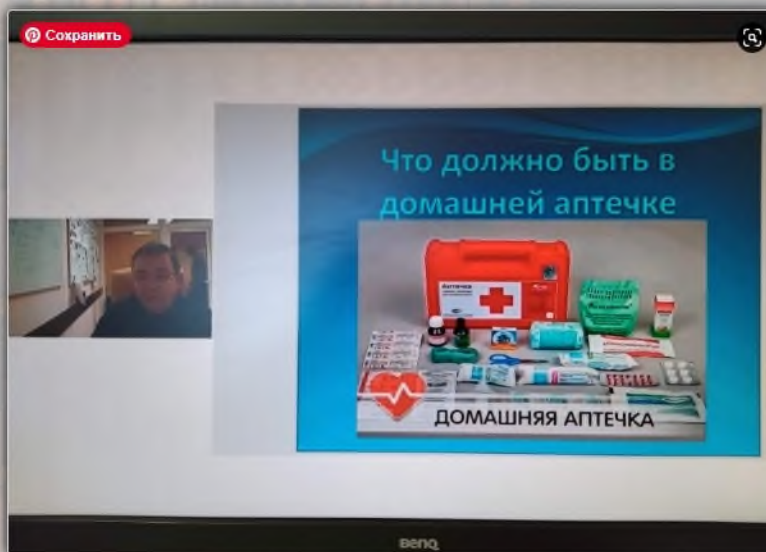 Сохранить
Что должно быть в
домашней аптечке
Аптечка
ДОМАШНЯЯ АПТЕЧКА
BenQ